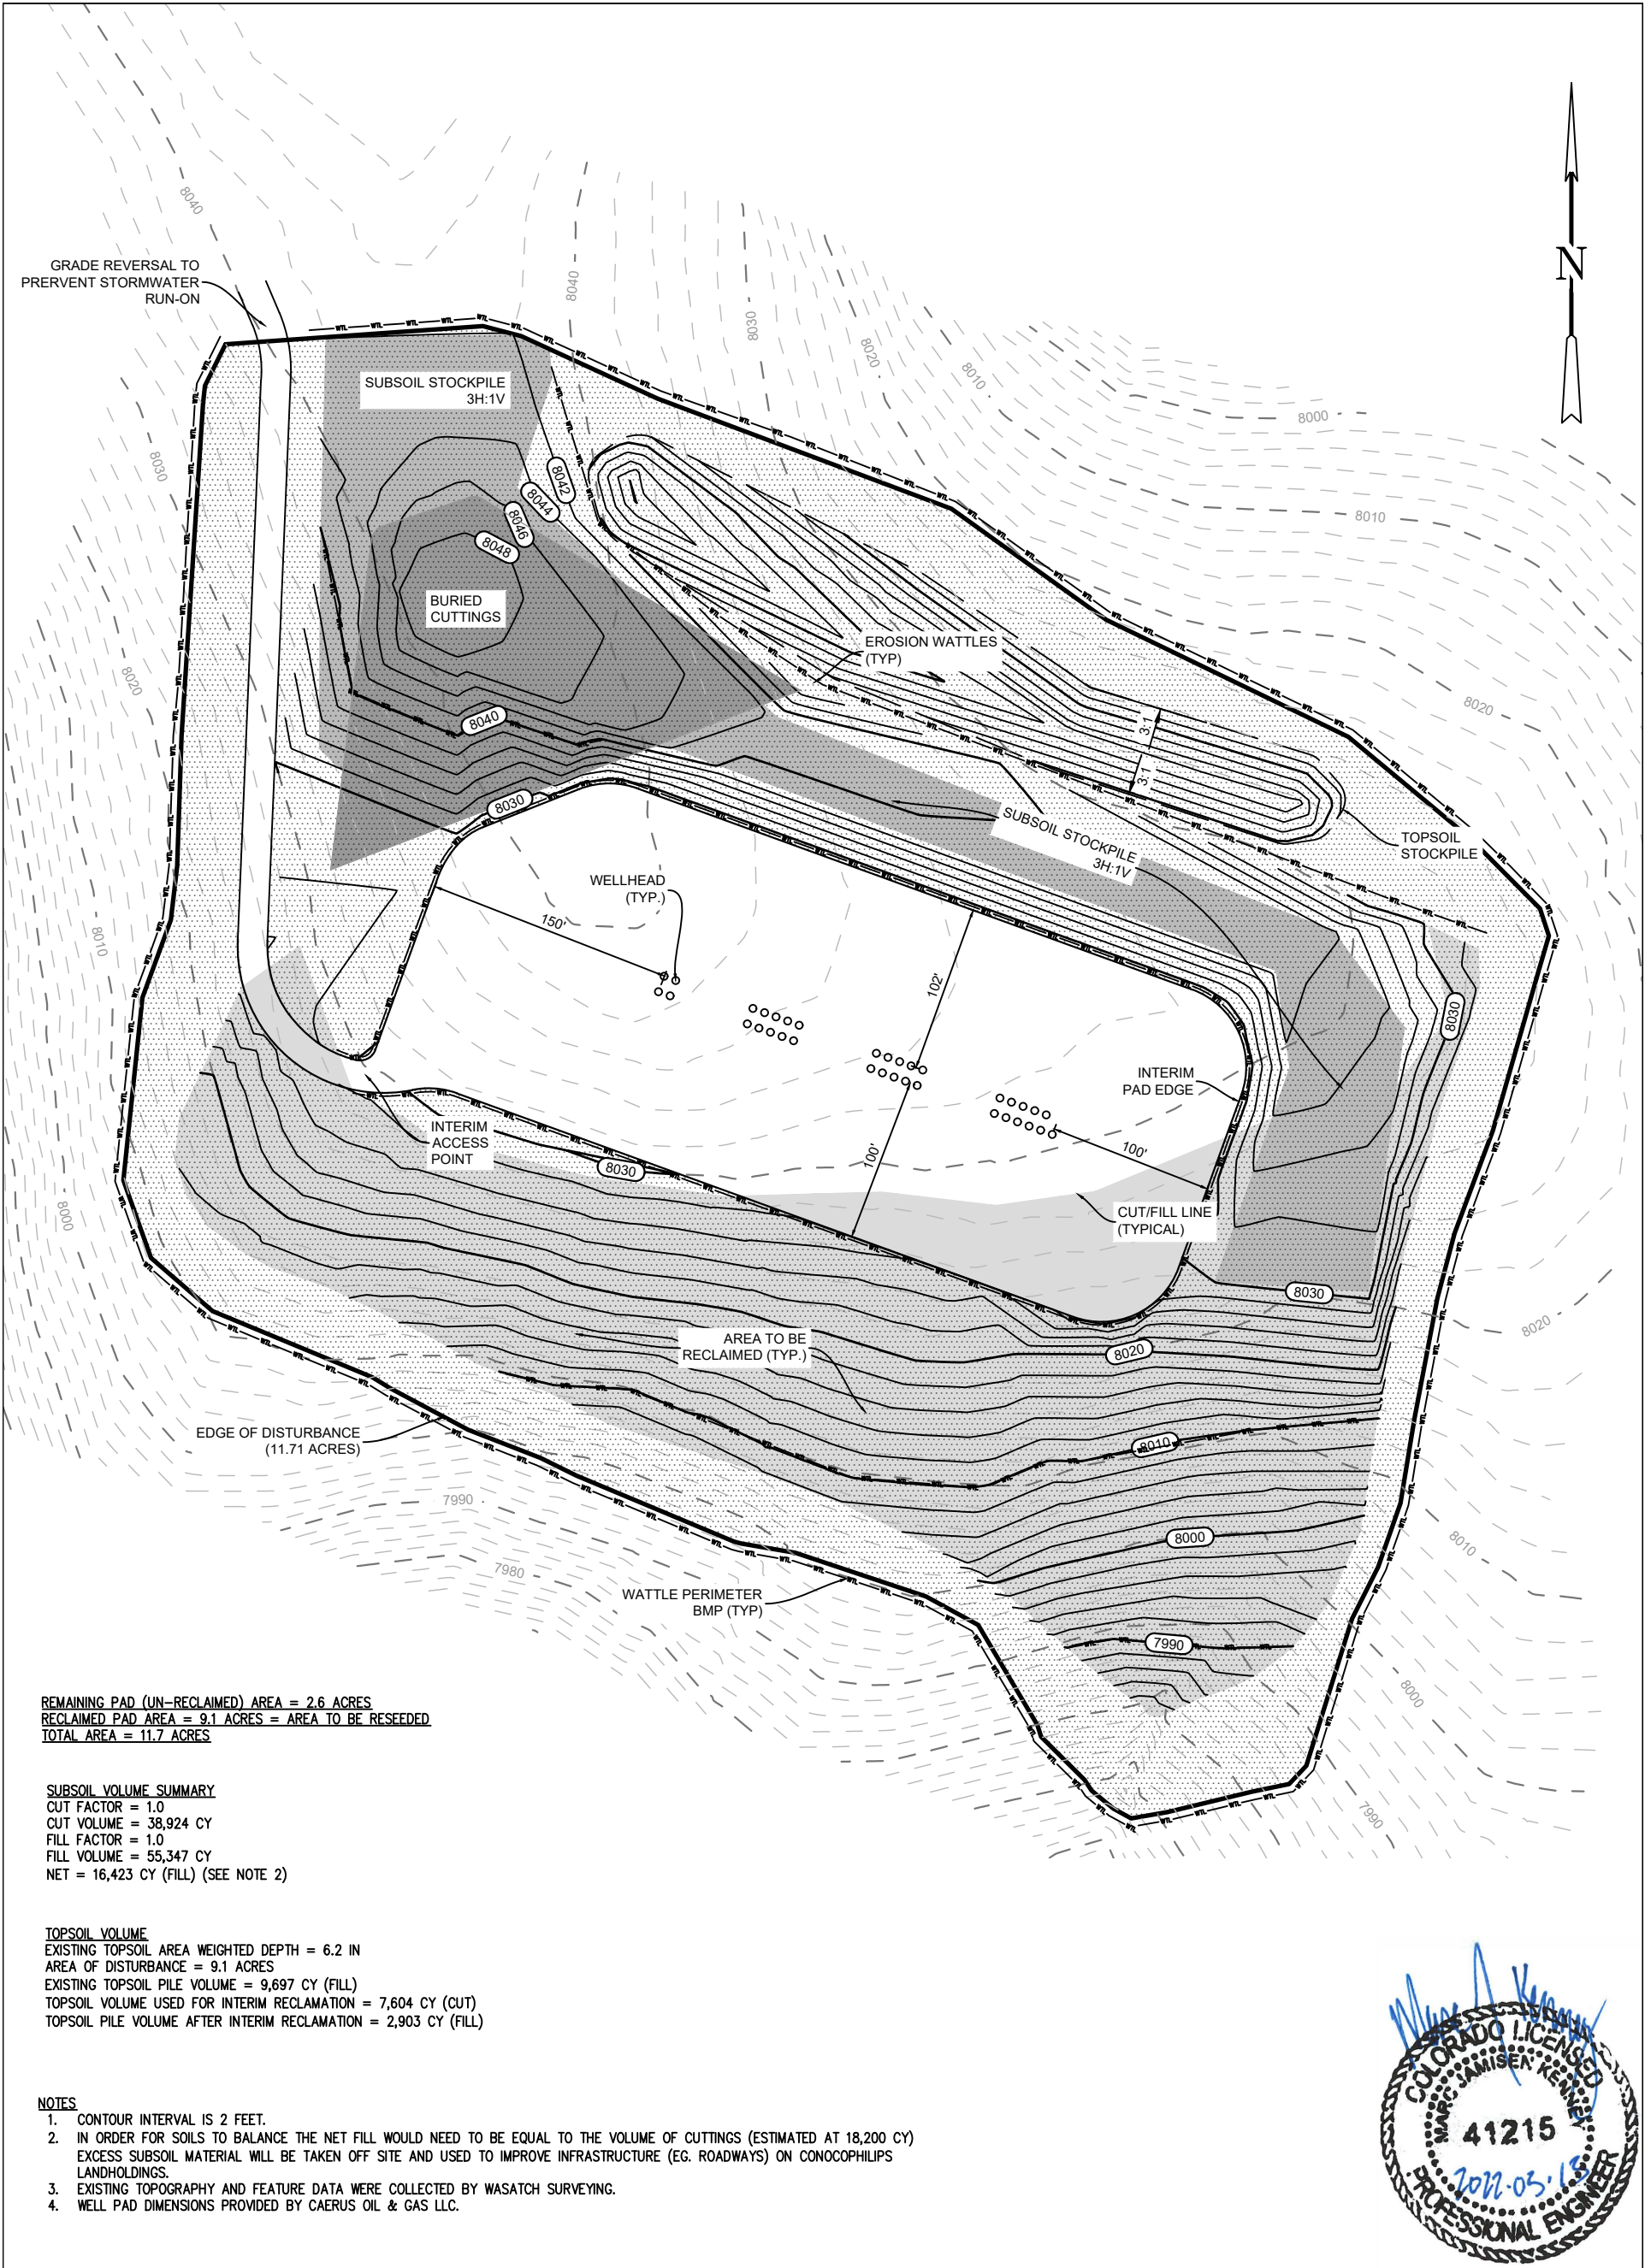 8040
GRADE REVERSAL TO
PRERVENT STORMWATER
RUN-ON
8040
8030
8020
8010
8000
N
SUBSOIL STOCKPILE
3H:1V
8030
8042
8044
8046
8048
8010
BURIED
CUTTINGS
EROSION WATTLES
(TYP)
8020
8020
8040
3:1
3:1
8030
SUBSOIL STOCKPILE
3H:1V
TOPSOIL
STOCKPILE
WELLHEAD
(TYP.)
150'
8010
102'
8030
INTERIM
PAD EDGE
INTERIM
ACCESS
POINT
8030
100'
100'
CUT/FILL LINE
(TYPICAL)
8000
8030
8020
AREA TO BE
RECLAIMED (TYP.)
8020
EDGE OF DISTURBANCE
(11.71 ACRES)
8010
7990
8000
8010
7980
WATTLE PERIMETER
BMP (TYP)
7990
8000
7990
REMAINING PAD (UN-RECLAIMED) AREA = 2.6 ACRES
RECLAIMED PAD AREA = 9.1 ACRES = AREA TO BE RESEEDED
TOTAL AREA = 11.7 ACRES
SUBSOIL VOLUME SUMMARY
CUT FACTOR = 1.0
CUT VOLUME = 38,924 CY
FILL FACTOR = 1.0
FILL VOLUME = 55,347 CY
NET = 16,423 CY (FILL) (SEE NOTE 2)
TOPSOIL VOLUME
EXISTING TOPSOIL AREA WEIGHTED DEPTH = 6.2 IN
AREA OF DISTURBANCE = 9.1 ACRES
EXISTING TOPSOIL PILE VOLUME = 9,697 CY (FILL)
TOPSOIL VOLUME USED FOR INTERIM RECLAMATION = 7,604 CY (CUT)
TOPSOIL PILE VOLUME AFTER INTERIM RECLAMATION = 2,903 CY (FILL)
NOTES
1. CONTOUR INTERVAL IS 2 FEET.
2. IN ORDER FOR SOILS TO BALANCE THE NET FILL WOULD NEED TO BE EQUAL TO THE VOLUME OF CUTTINGS (ESTIMATED AT 18,200 CY)
EXCESS SUBSOIL MATERIAL WILL BE TAKEN OFF SITE AND USED TO IMPROVE INFRASTRUCTURE (EG. ROADWAYS) ON CONOCOPHILIPS
LANDHOLDINGS.
3. EXISTING TOPOGRAPHY AND FEATURE DATA WERE COLLECTED BY WASATCH SURVEYING.
4. WELL PAD DIMENSIONS PROVIDED BY CAERUS OIL & GAS LLC.
COLORADO LICENSED
MARC JAMISEN KENNEY
41215
2022.03.13
PROFESSIONAL ENGINEER